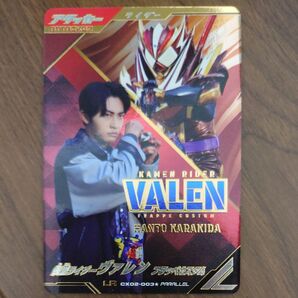 アタッカー
ライダー
KAMEN RIDER
VALEN
FRAPPE CUSTOM
HANTO KARAKIDA
仮面ライダーヴァレン フラッペカスタム
LR CX02-003★ PARALLEL